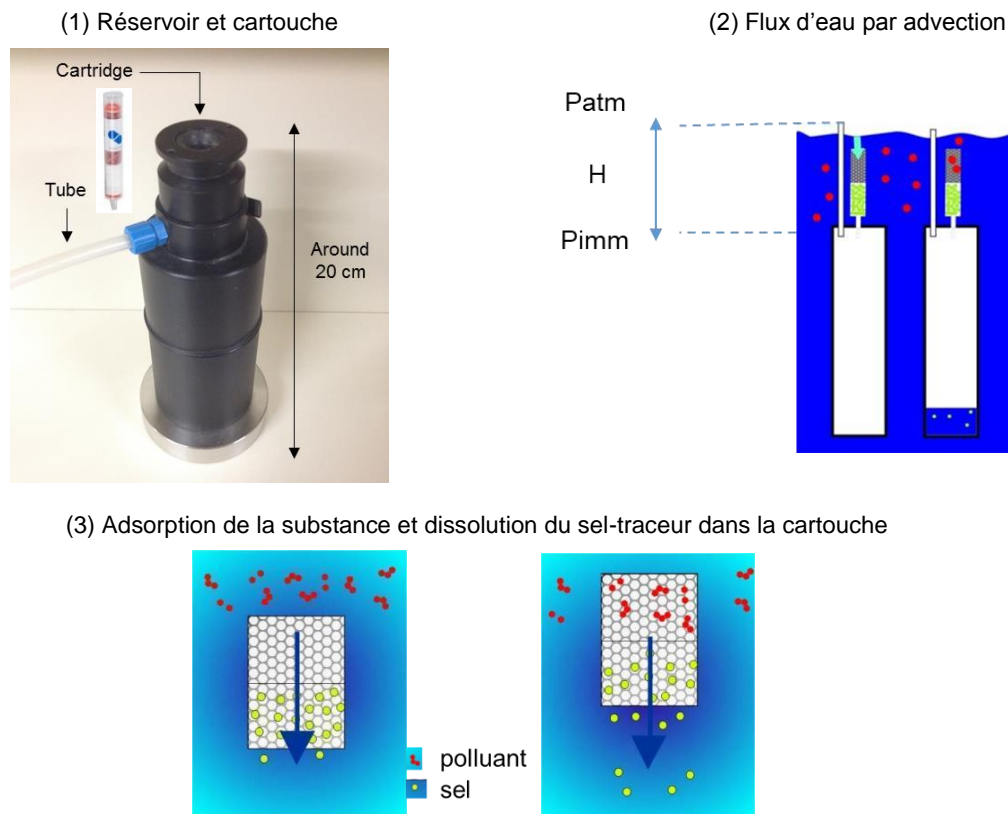 (1) Réservoir et cartouche
(2) Flux d’eau par advection
Cartridge
Tube
Around
20 cm
Patm
H
Pimm
(3) Adsorption de la substance et dissolution du sel-traceur dans la cartouche
polluant
sel